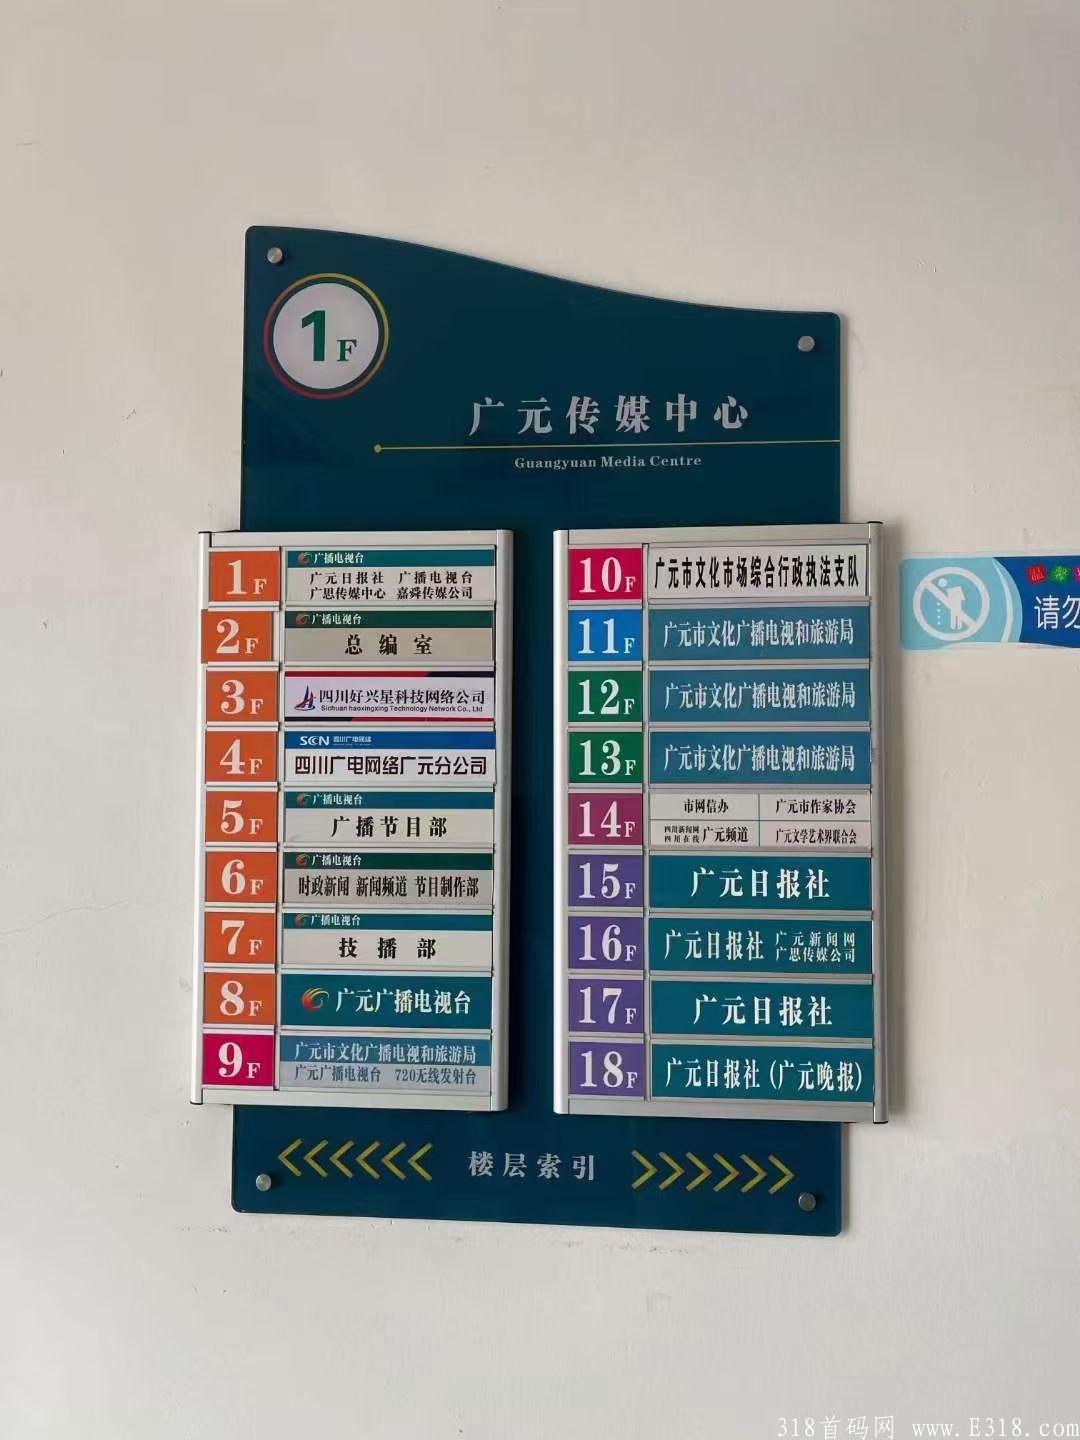 1F
广元传媒中心
Guangyuan Media Centre
1F
广播电视台
广元日报社 广播电视台
广思传媒中心 嘉舜传媒公司
2F
广播电视台
总编室
3F
四川好兴星科技网络公司
Sichuan haoxingxing Technology Network Co., Ltd
4F
SCN 四川广电网络
四川广电网络广元分公司
5F
广播电视台
广播节目部
6F
广播电视台
时政新闻 新闻频道 节目制作部
7F
广播电视台
技播部
8F
广元广播电视台
9F
广元市文化广播电视和旅游局
广元广播电视台 720无线发射台
10F
广元市文化市场综合行政执法支队
11F
广元市文化广播电视和旅游局
12F
广元市文化广播电视和旅游局
13F
广元市文化广播电视和旅游局
14F
市网信办
广元市作家协会
四川新闻网
四川在线
广元频道
广元文学艺术界联合会
15F
广元日报社
16F
广元日报社
广元新闻网
广思传媒公司
17F
广元日报社
18F
广元日报社(广元晚报)
楼层索引
温馨
请勿
318首码网 www.E318.com